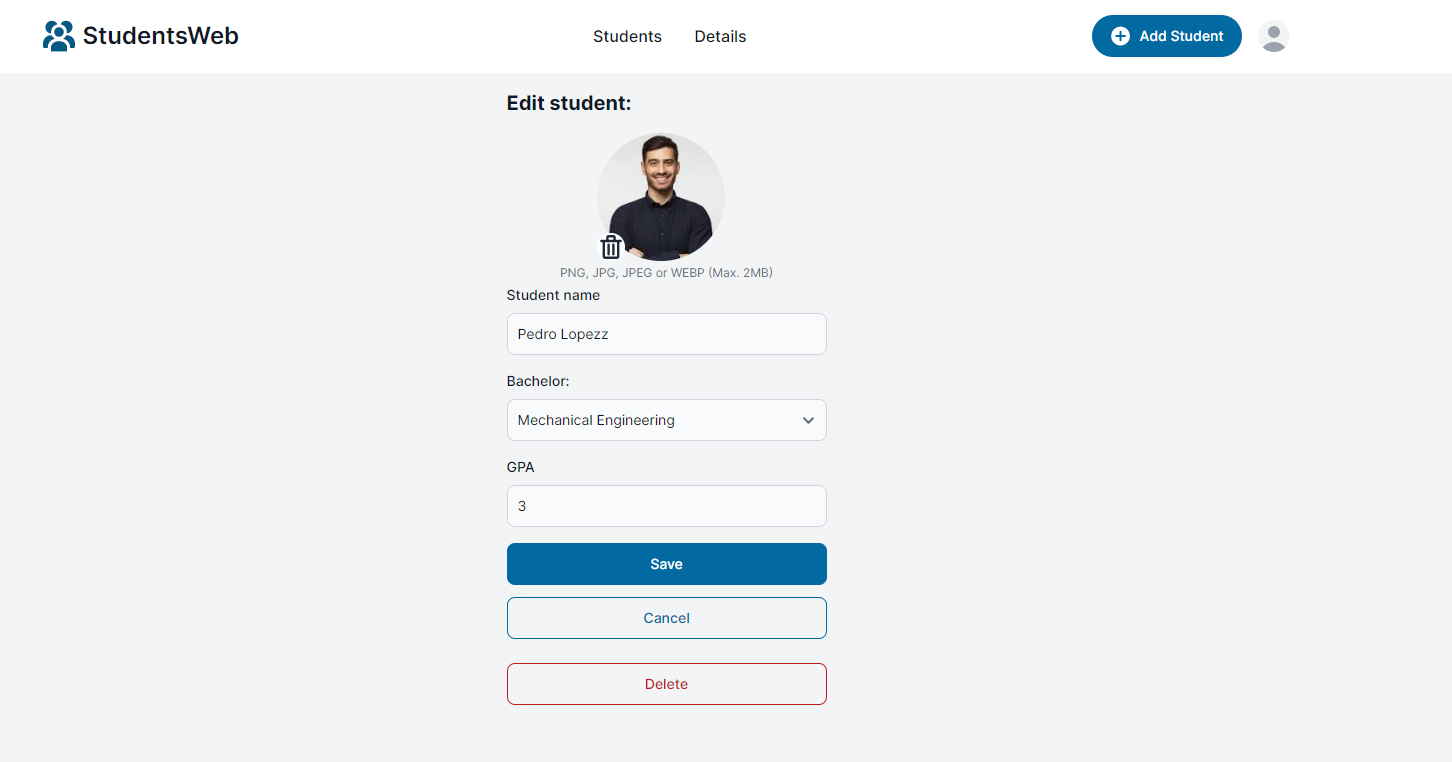 StudentsWeb
Students
Details
Add Student
Edit student:
PNG, JPG, JPEG or WEBP (Max. 2MB)
Student name
Pedro Lopezz
Bachelor:
Mechanical Engineering
GPA
3
Save
Cancel
Delete